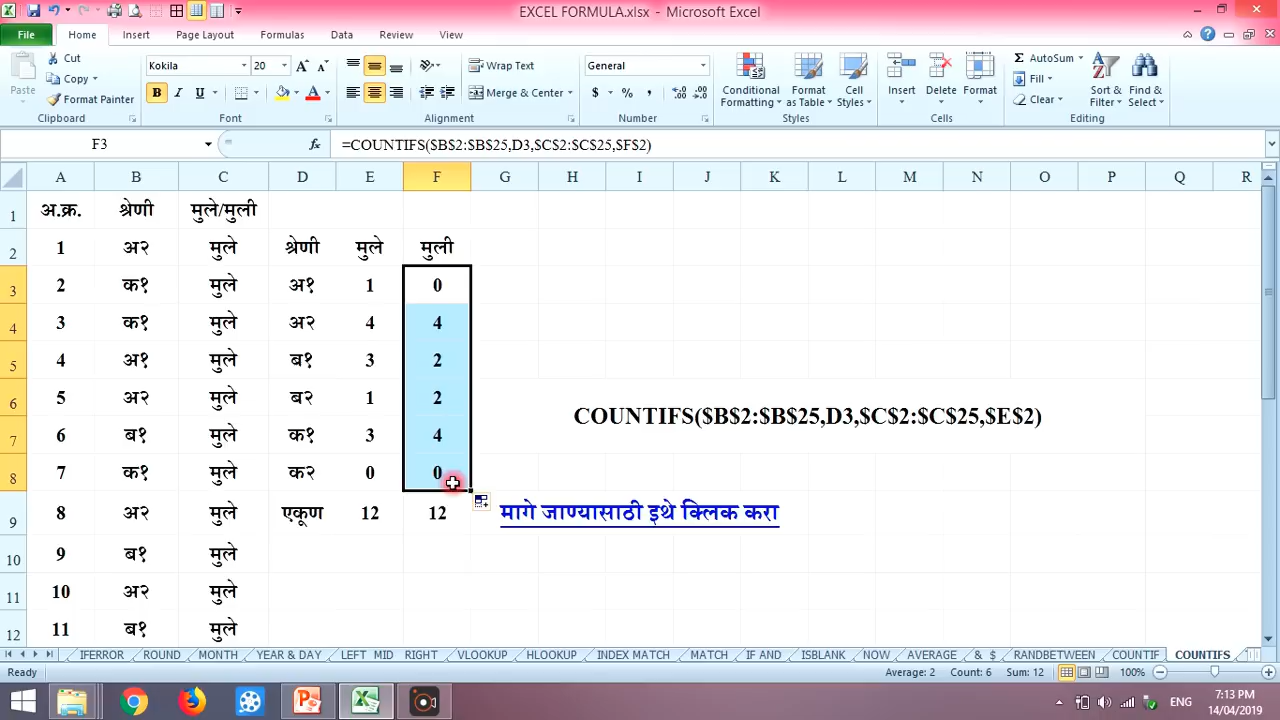 EXCEL FORMULA.xlsx - Microsoft Excel
File Home Insert Page Layout Formulas Data Review View
Cut Copy Format Painter Paste Clipboard
Kokila 20 B I U A Font
Wrap Text Merge & Center Alignment
General $ % , Number
Conditional Formatting Format as Table Cell Styles Styles
Insert Delete Format Cells
AutoSum Fill Clear Sort & Filter Find & Select Editing
F3 fx =COUNTIFS($B$2:$B$25,D3,$C$2:$C$25,$F$2)
A B C D E F G H I J K L M N O P Q R
1 अ.क्र. श्रेणी मुले/मुली
2 1 अ२ मुले श्रेणी मुले मुली
3 2 क१ मुले अ१ 1 0
4 3 क१ मुले अ२ 4 4
5 4 अ१ मुले ब१ 3 2
6 5 अ२ मुले ब२ 1 2
COUNTIFS($B$2:$B$25,D3,$C$2:$C$25,$E$2)
7 6 ब१ मुले क१ 3 4
8 7 क१ मुले क२ 0 0
9 8 अ२ मुले एकूण 12 12 मागे जाण्यासाठी इथे क्लिक करा
10 9 ब१ मुले
11 10 अ२ मुले
12 11 ब१ मुले
IFERROR ROUND MONTH YEAR & DAY LEFT MID RIGHT VLOOKUP HLOOKUP INDEX MATCH MATCH IF AND ISBLANK NOW AVERAGE & $ RANDBETWEEN COUNTIF COUNTIFS
Ready Average: 2 Count: 6 Sum: 12 100%
ENG 7:13 PM
14/04/2019